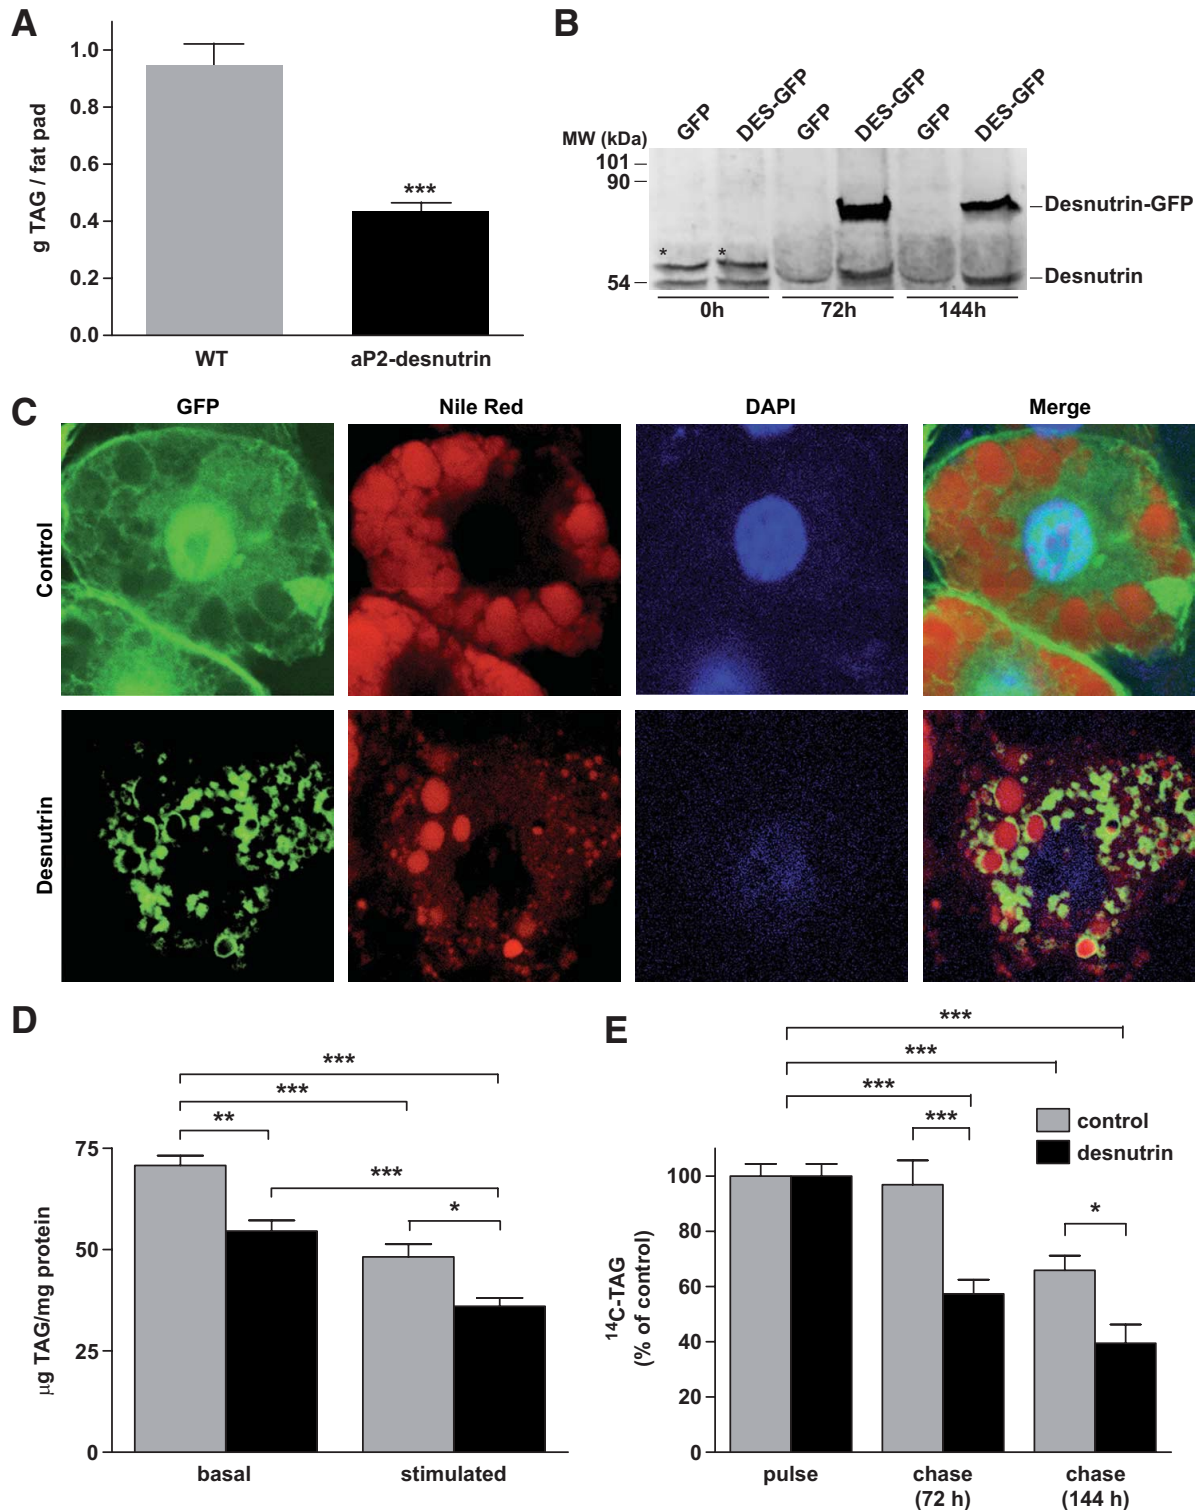 A
g TAG / fat pad
1.0
0.8
0.6
0.4
0.2
0.0
***
WT
aP2-desnutrin
B
MW (kDa)
GFP
DES-GFP
GFP
DES-GFP
GFP
DES-GFP
101
90
54
*
*
Desnutrin-GFP
Desnutrin
0h
72h
144h
C
GFP
Nile Red
DAPI
Merge
Control
Desnutrin
D
µg TAG/mg protein
75
50
25
0
***
***
**
***
*
basal
stimulated
E
¹⁴C-TAG
(% of control)
100
80
60
40
20
0
***
***
***
***
*
control
desnutrin
pulse
chase
(72 h)
chase
(144 h)